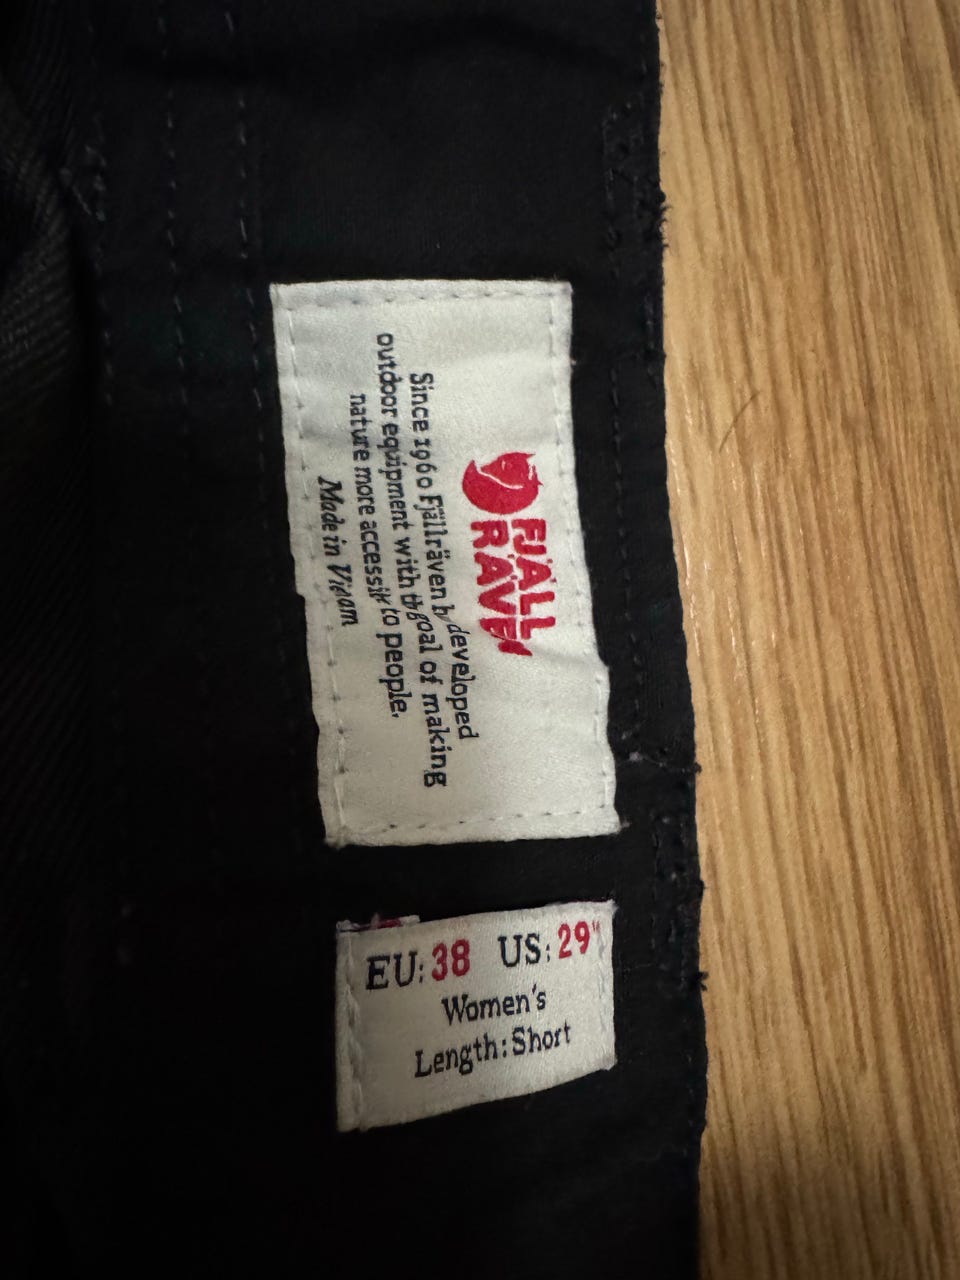 FJÄLL
RÄVEN
Since 1960 Fjällräven developed
outdoor equipment with goal of making
nature more to people.
Made in
EU: 38 US: 29"
Women's
Length: Short